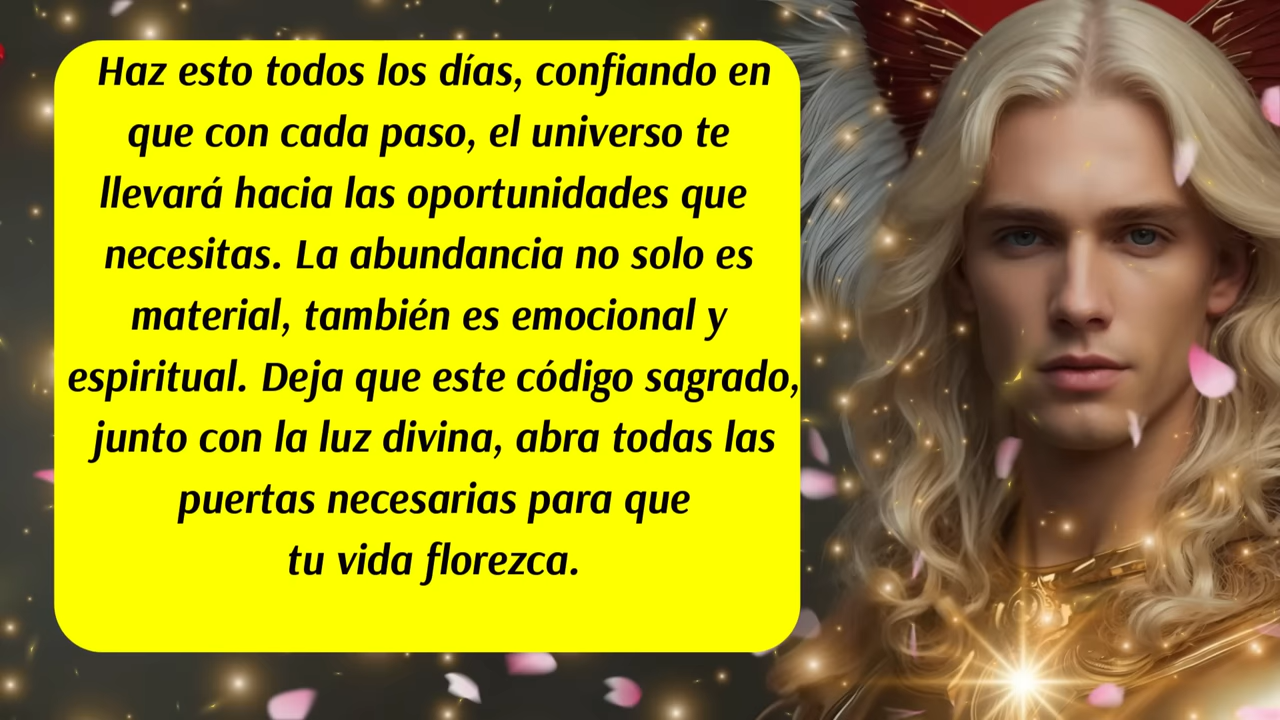 Haz esto todos los días, confiando en
que con cada paso, el universo te
llevará hacia las oportunidades que
necesitas. La abundancia no solo es
material, también es emocional y
espiritual. Deja que este código sagrado,
junto con la luz divina, abra todas las
puertas necesarias para que
tu vida florezca.